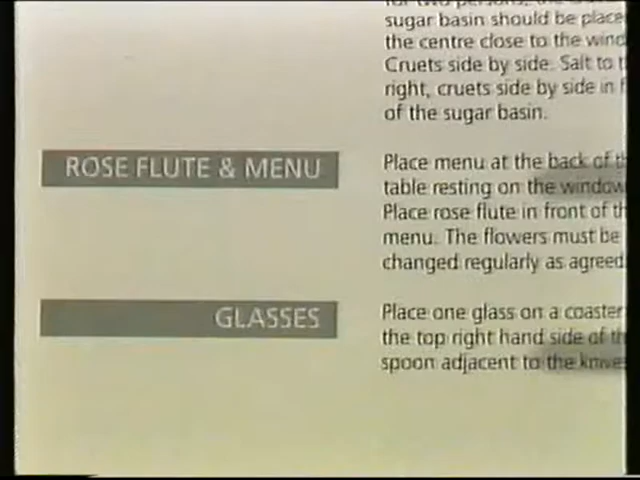 sugar basin should be place
the centre close to the wind
Cruets side by side. Salt to t
right, cruets side by side in f
of the sugar basin.
ROSE FLUTE & MENU
Place menu at the back of th
table resting on the window
Place rose flute in front of th
menu. The flowers must be
changed regularly as agreed
GLASSES
Place one glass on a coaster
the top right hand side of th
spoon adjacent to the knives